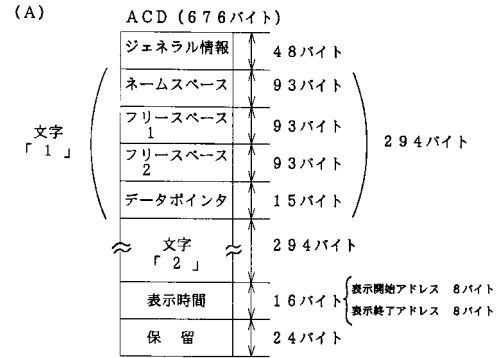 (A)
ACD(676バイト)
ジェネラル情報
48バイト
ネームスペース
93バイト
フリースペース
1
93バイト
フリースペース
2
93バイト
データポインタ
15バイト
文字
「1」
294バイト
文字
「2」
294バイト
表示時間
16バイト
表示開始アドレス 8バイト
表示終了アドレス 8バイト
保留
24バイト